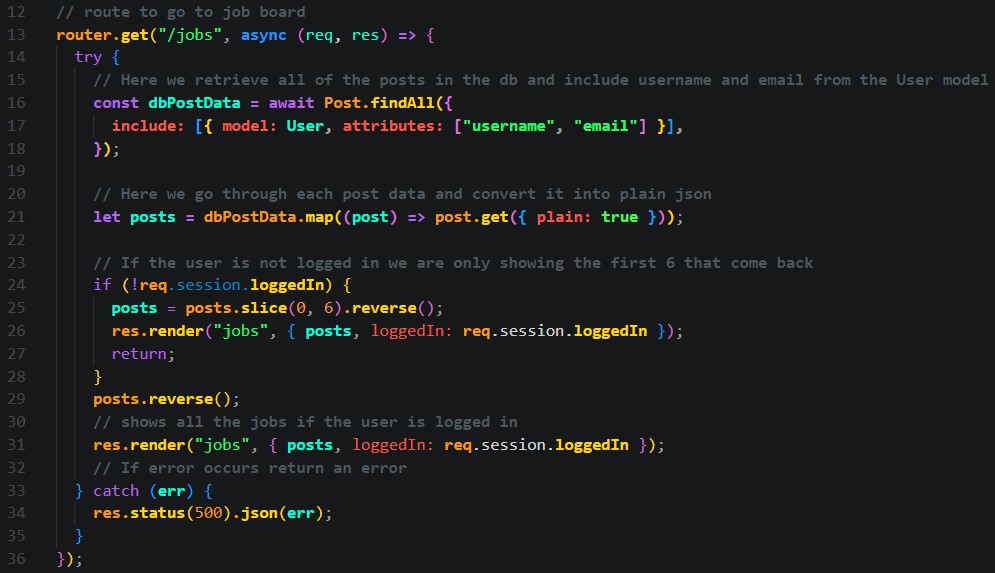 12 // route to go to job board
13 router.get("/jobs", async (req, res) => {
14 try {
15 // Here we retrieve all of the posts in the db and include username and email from the User model
16 const dbPostData = await Post.findAll({
17 include: [{ model: User, attributes: ["username", "email"] }],
18 });
19
20 // Here we go through each post data and convert it into plain json
21 let posts = dbPostData.map((post) => post.get({ plain: true }));
22
23 // If the user is not logged in we are only showing the first 6 that come back
24 if (!req.session.loggedIn) {
25 posts = posts.slice(0, 6).reverse();
26 res.render("jobs", { posts, loggedIn: req.session.loggedIn });
27 return;
28 }
29 posts.reverse();
30 // shows all the jobs if the user is logged in
31 res.render("jobs", { posts, loggedIn: req.session.loggedIn });
32 // If error occurs return an error
33 } catch (err) {
34 res.status(500).json(err);
35 }
36 });